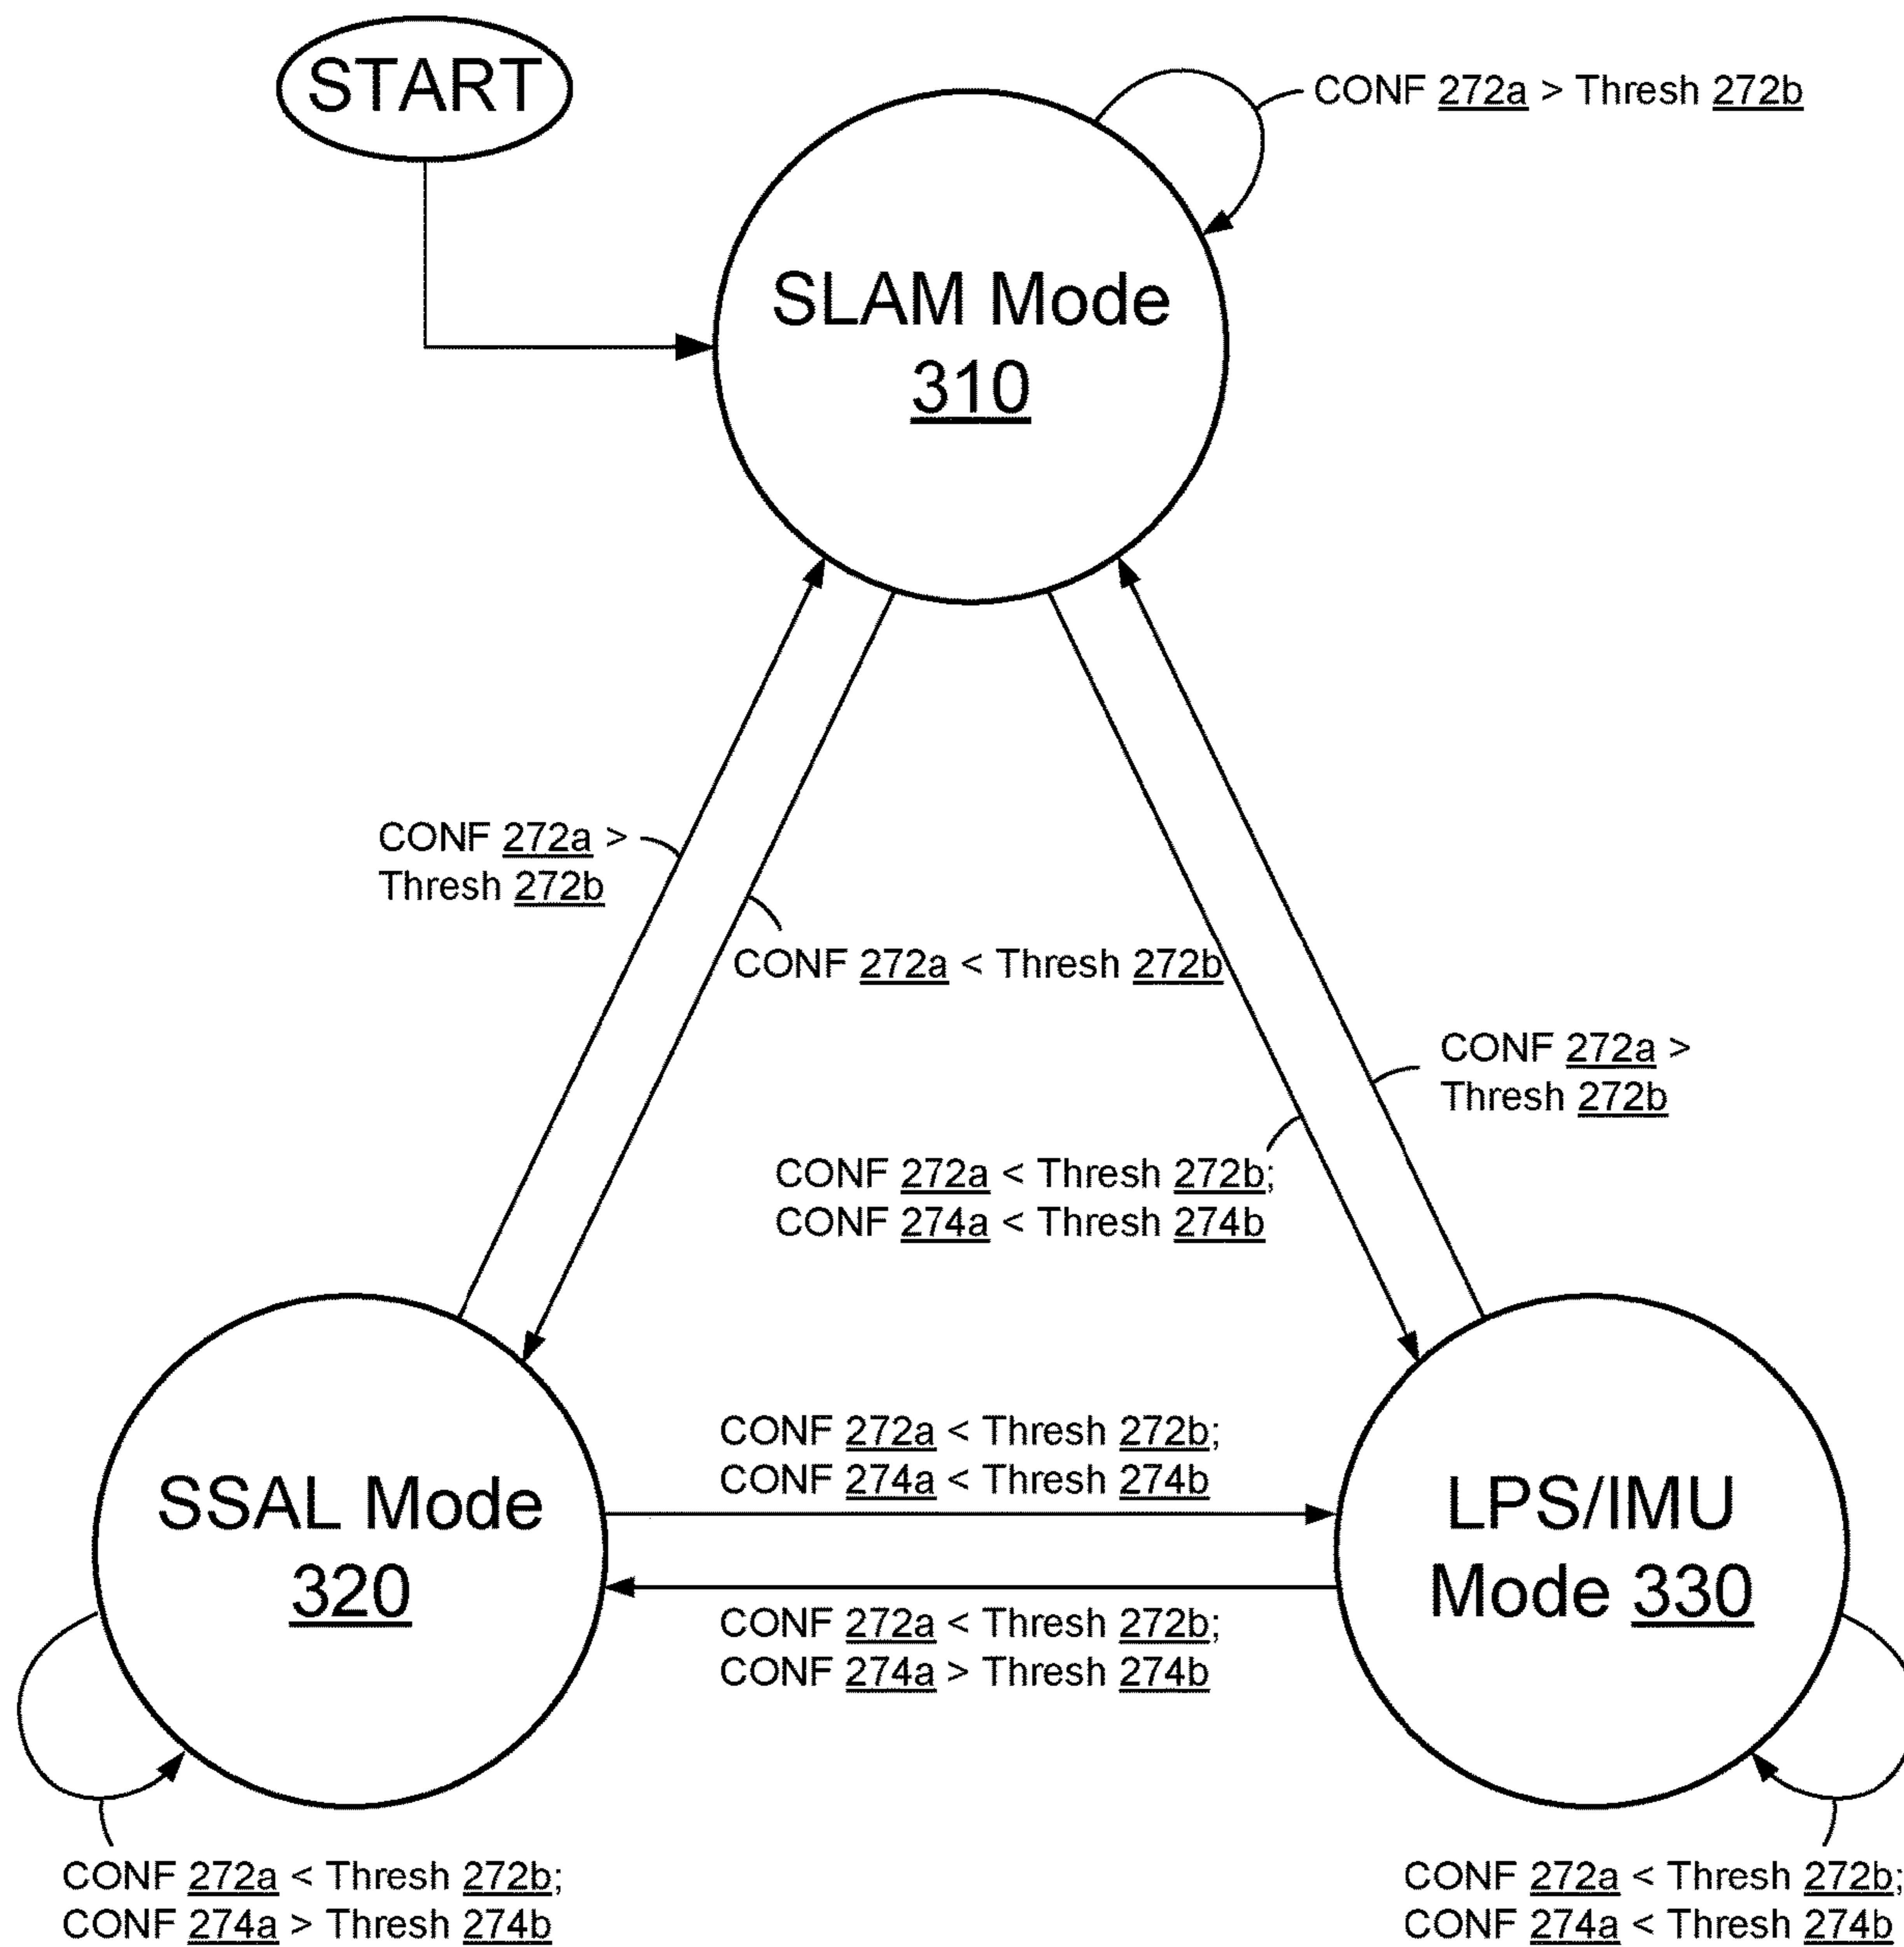 START
CONF 272a > Thresh 272b
SLAM Mode
310
CONF 272a >
Thresh 272b
CONF 272a < Thresh 272b
CONF 272a >
Thresh 272b
CONF 272a < Thresh 272b;
CONF 274a < Thresh 274b
CONF 272a < Thresh 272b;
CONF 274a < Thresh 274b
SSAL Mode
320
LPS/IMU
Mode 330
CONF 272a < Thresh 272b;
CONF 274a > Thresh 274b
CONF 272a < Thresh 272b;
CONF 274a > Thresh 274b
CONF 272a < Thresh 272b;
CONF 274a < Thresh 274b